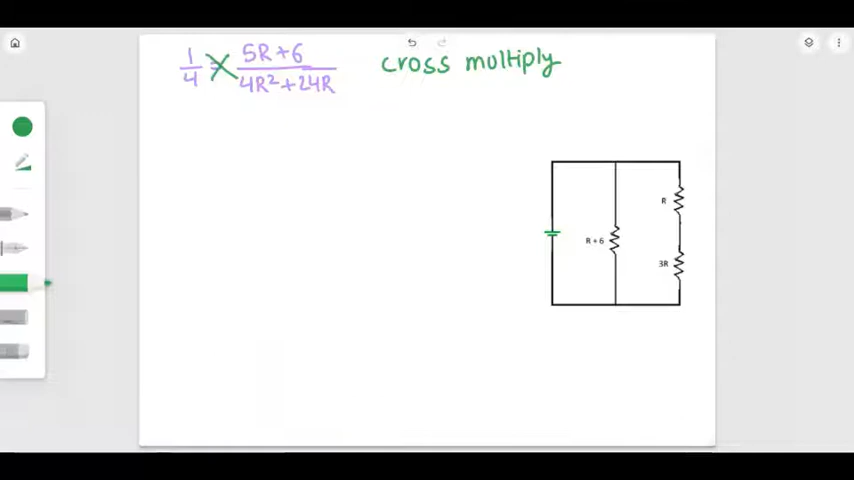 1/4 = (5R + 6)/(4R² + 24R) cross multiply
R
R + 6
3R